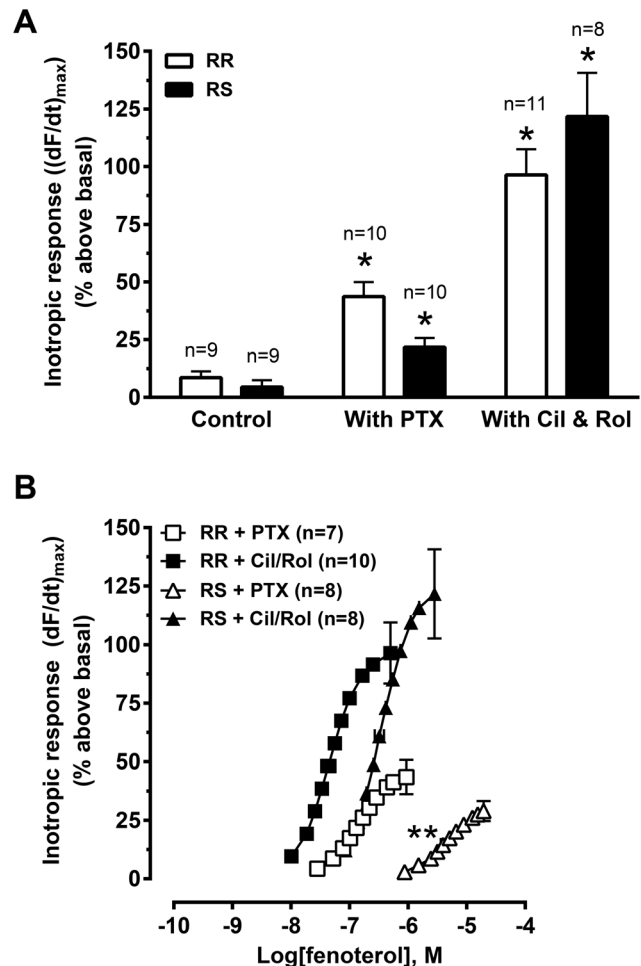 A
Inotropic response ((dF/dt)max)
(% above basal)
150
125
100
75
50
25
0
RR
RS
n=9
n=9
n=10
*
n=10
*
n=11
*
n=8
*
Control
With PTX
With Cil & Rol
B
Inotropic response (dF/dt)max)
(% above basal)
150
125
100
75
50
25
0
RR + PTX (n=7)
RR + Cil/Rol (n=10)
RS + PTX (n=8)
RS + Cil/Rol (n=8)
**
-10
-9
-8
-7
-6
-5
-4
Log[fenoterol], M